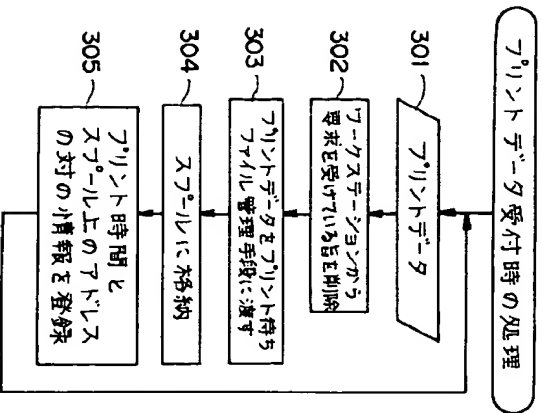 プリントデータ受付時の処理
301
プリントデータ
302
ワークステーションから
要求を受けている旨を削除
303
プリントデータをプリント待ち
ファイル管理手段に渡す
304
スプールに格納
305
プリント時間と
スプール上のアドレス
の対の情報を登録